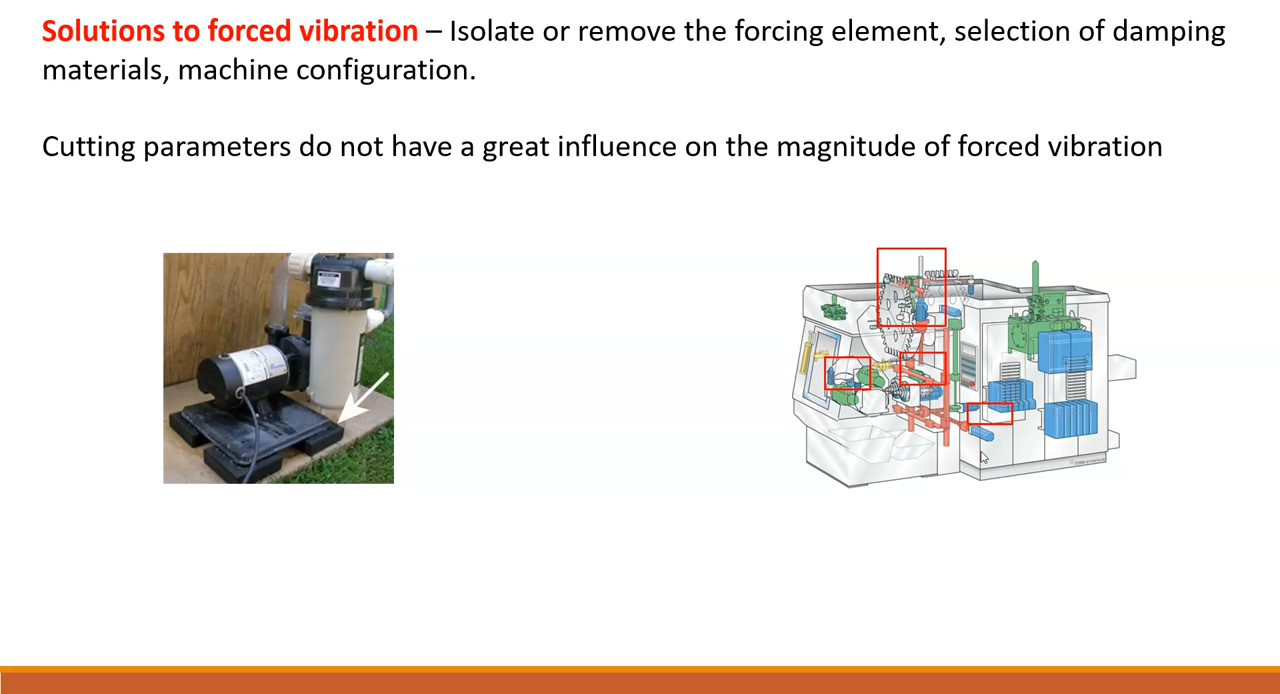 Solutions to forced vibration – Isolate or remove the forcing element, selection of damping
materials, machine configuration.
Cutting parameters do not have a great influence on the magnitude of forced vibration